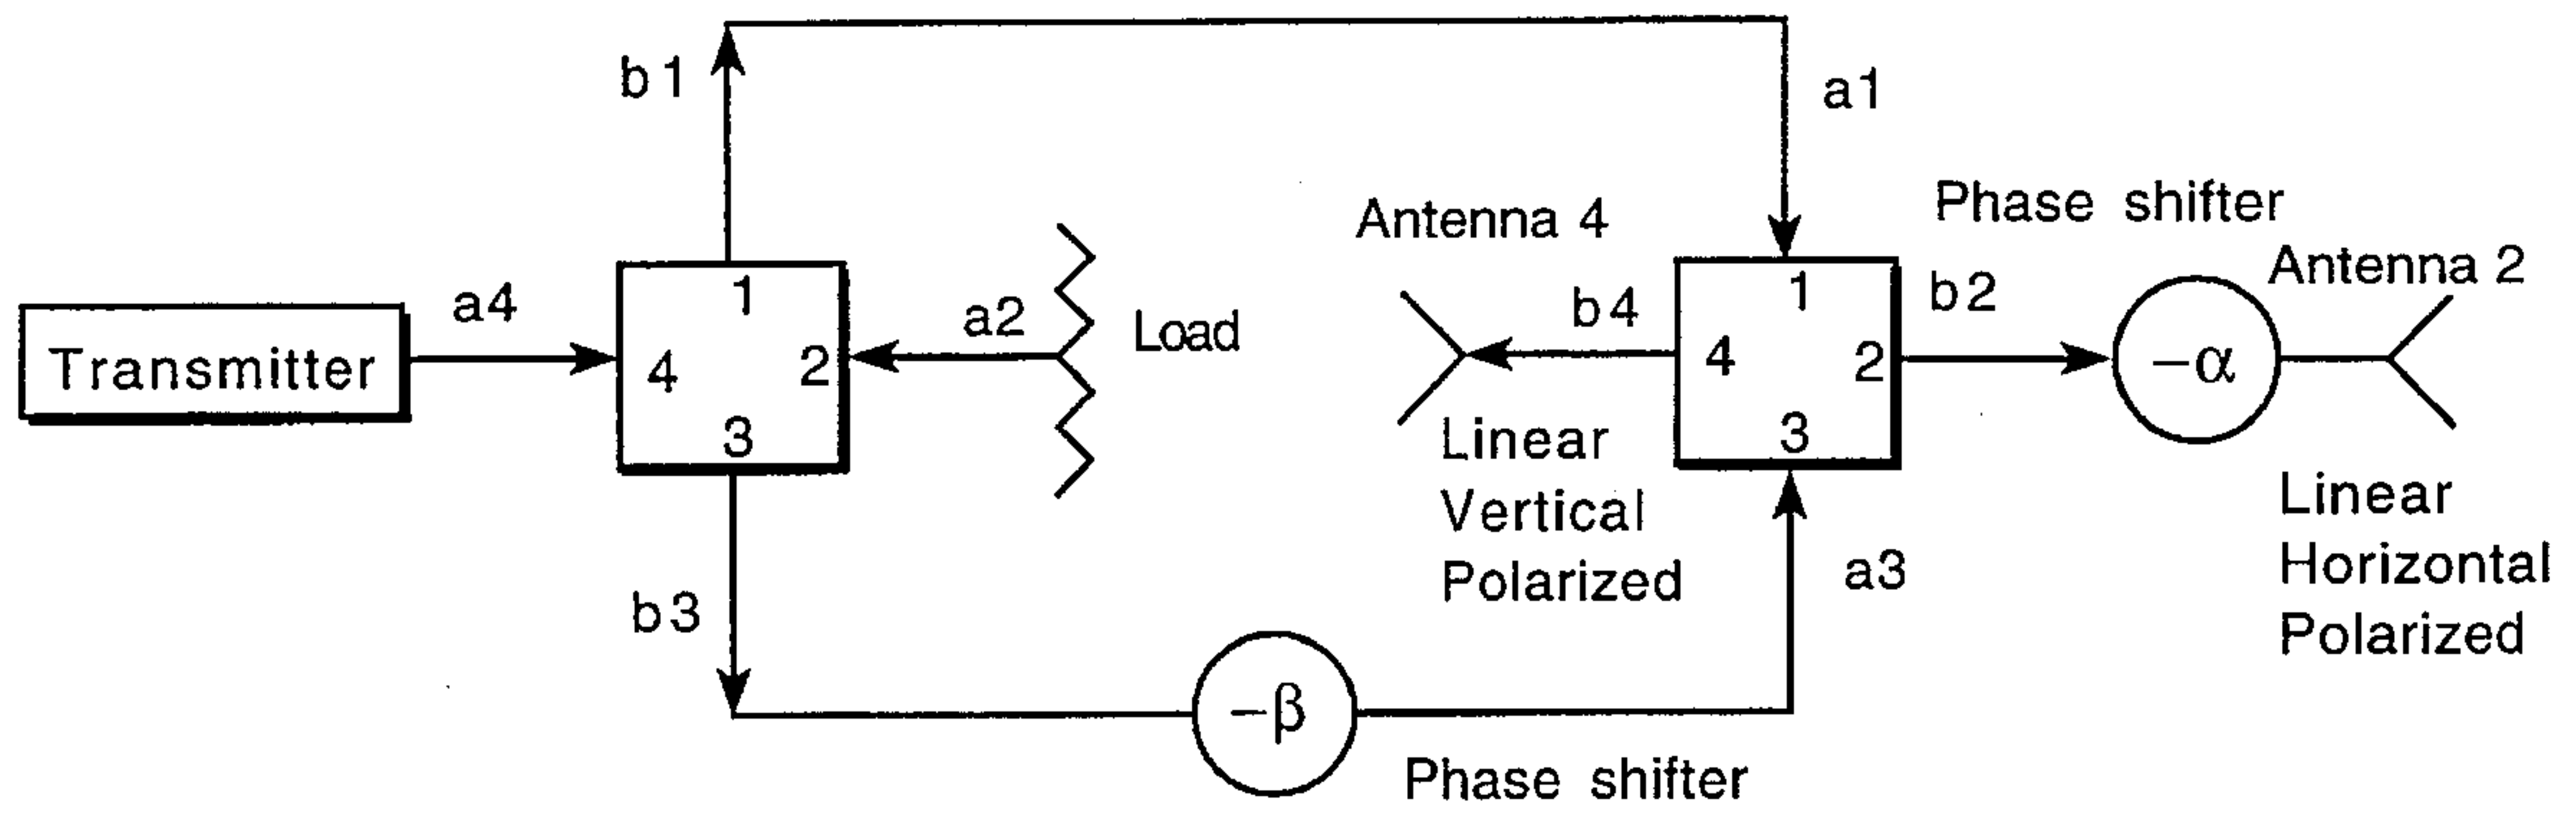 b1
a1
Phase shifter
Antenna 4
Antenna 2
a4
1
a2
Load
b4
1
b2
Transmitter
4
2
4
2
−α
3
3
Linear
Vertical
Polarized
Linear
Horizontal
Polarized
b3
a3
−β
Phase shifter